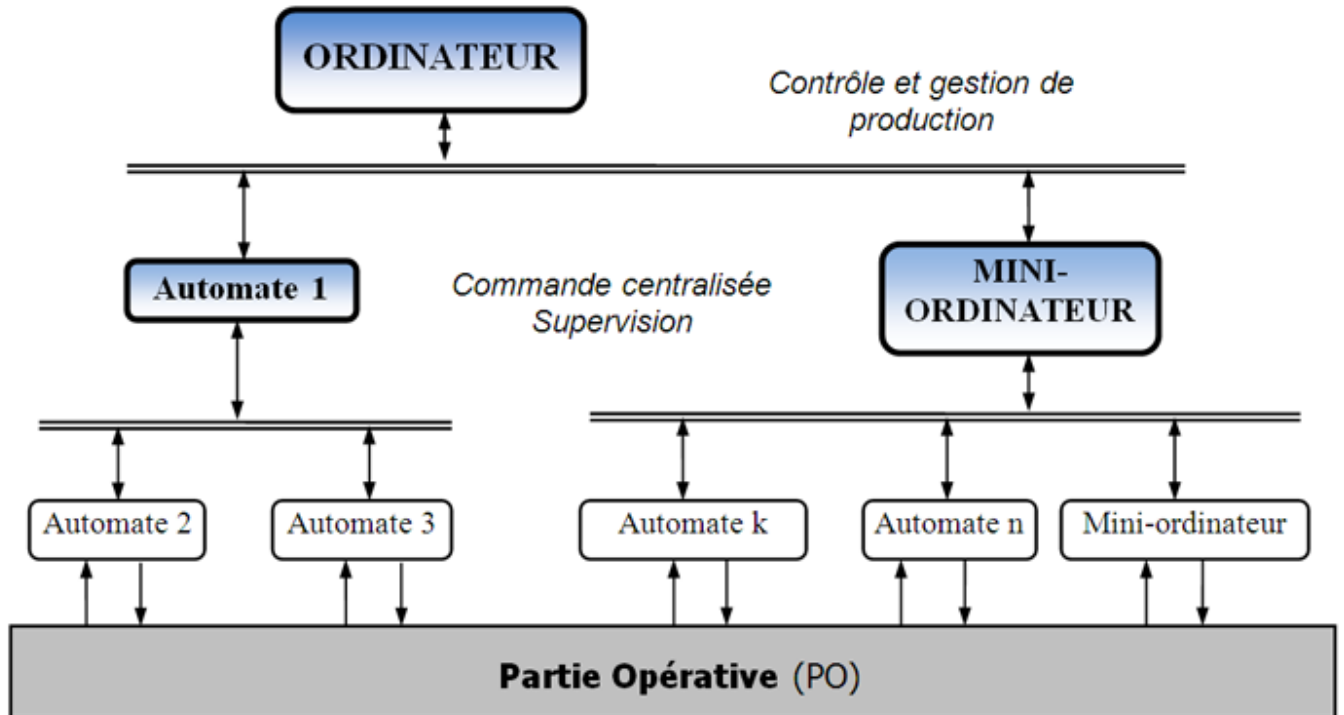 ORDINATEUR
Contrôle et gestion de
production
Automate 1
Commande centralisée
Supervision
MINI-
ORDINATEUR
Automate 2
Automate 3
Automate k
Automate n
Mini-ordinateur
Partie Opérative (PO)